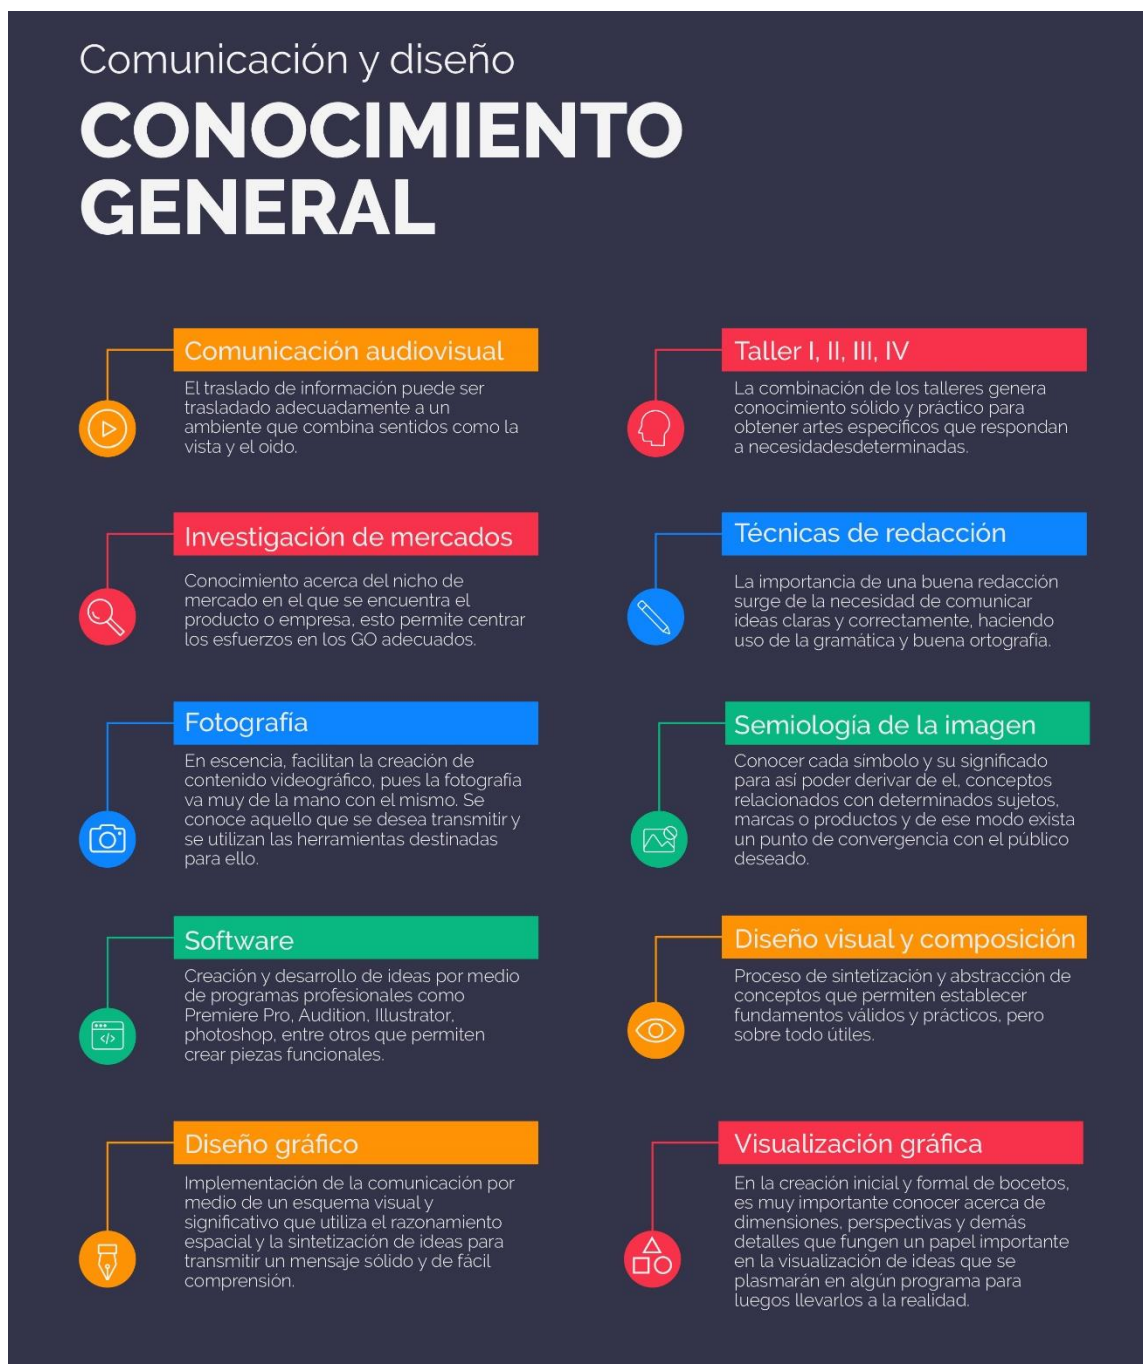 Comunicación y diseño
CONOCIMIENTO
GENERAL
Comunicación audiovisual
El traslado de información puede ser
trasladado adecuadamente a un
ambiente que combina sentidos como la
vista y el oido.
Taller I, II, III, IV
La combinación de los talleres genera
conocimiento sólido y práctico para
obtener artes específicos que respondan
a necesidadesdeterminadas.
Investigación de mercados
Conocimiento acerca del nicho de
mercado en el que se encuentra el
producto o empresa, esto permite centrar
los esfuerzos en los GO adecuados.
Técnicas de redacción
La importancia de una buena redacción
surge de la necesidad de comunicar
ideas claras y correctamente, haciendo
uso de la gramática y buena ortografía.
Fotografía
En escencia, facilitan la creación de
contenido videográfico, pues la fotografía
va muy de la mano con el mismo. Se
conoce aquello que se desea transmitir y
se utilizan las herramientas destinadas
para ello.
Semiología de la imagen
Conocer cada símbolo y su significado
para así poder derivar de el, conceptos
relacionados con determinados sujetos,
marcas o productos y de ese modo exista
un punto de convergencia con el público
deseado.
Software
Creación y desarrollo de ideas por medio
de programas profesionales como
Premiere Pro, Audition, Illustrator,
photoshop, entre otros que permiten
crear piezas funcionales.
Diseño visual y composición
Proceso de sintetización y abstracción de
conceptos que permiten establecer
fundamentos válidos y prácticos, pero
sobre todo útiles.
Diseño gráfico
Implementación de la comunicación por
medio de un esquema visual y
significativo que utiliza el razonamiento
espacial y la sintetización de ideas para
transmitir un mensaje sólido y de fácil
comprensión.
Visualización gráfica
En la creación inicial y formal de bocetos,
es muy importante conocer acerca de
dimensiones, perspectivas y demás
detalles que fungen un papel importante
en la visualización de ideas que se
plasmarán en algún programa para
luegos llevarlos a la realidad.